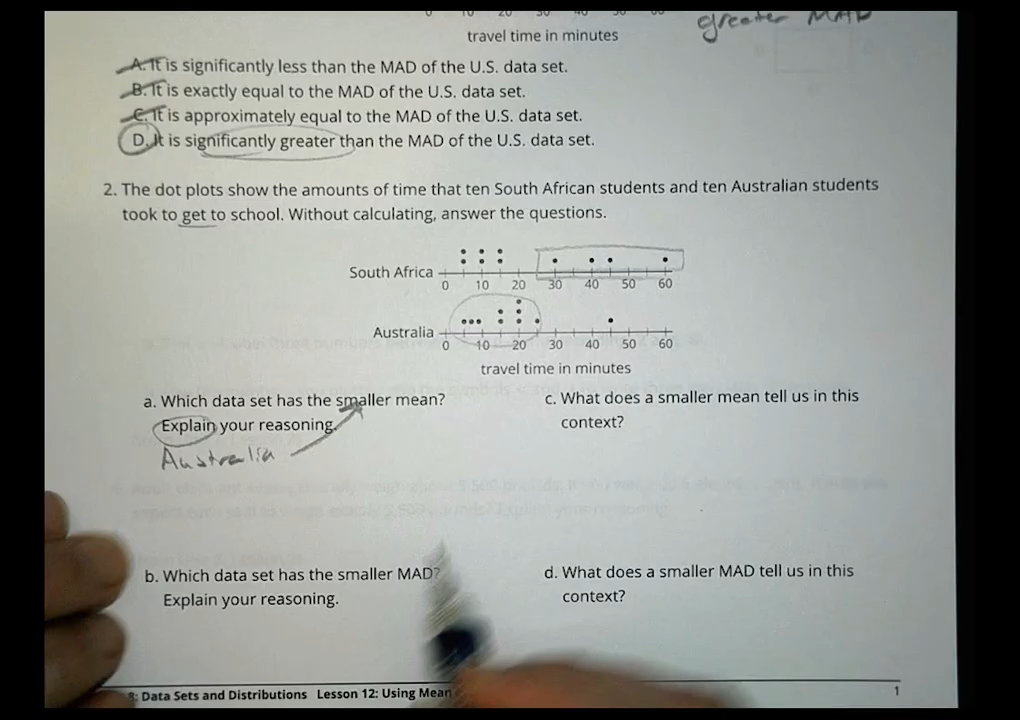 greater MAD
travel time in minutes
A. It is significantly less than the MAD of the U.S. data set.
B. It is exactly equal to the MAD of the U.S. data set.
C. It is approximately equal to the MAD of the U.S. data set.
D. It is significantly greater than the MAD of the U.S. data set.
2. The dot plots show the amounts of time that ten South African students and ten Australian students
took to get to school. Without calculating, answer the questions.
South Africa
0 10 20 30 40 50 60
Australia
0 10 20 30 40 50 60
travel time in minutes
a. Which data set has the smaller mean?
Explain your reasoning.
Australia
c. What does a smaller mean tell us in this
context?
b. Which data set has the smaller MAD?
Explain your reasoning.
d. What does a smaller MAD tell us in this
context?
8: Data Sets and Distributions Lesson 12: Using Mean
1